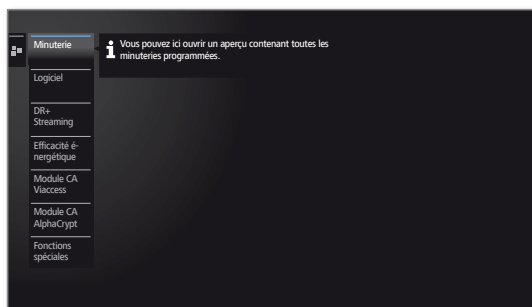 Minuterie
Vous pouvez ici ouvrir un aperçu contenant toutes les
minuteries programmées.
Logiciel
DR+
Streaming
Efficacité é-
nergétique
Module CA
Viaccess
Module CA
AlphaCrypt
Fonctions
spéciales